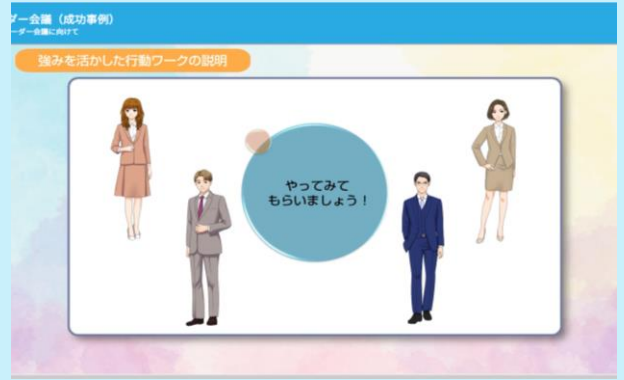 ダー会議（成功事例）
ーダー会議に向けて
強みを活かした行動ワークの説明
やってみて
もらいましょう！